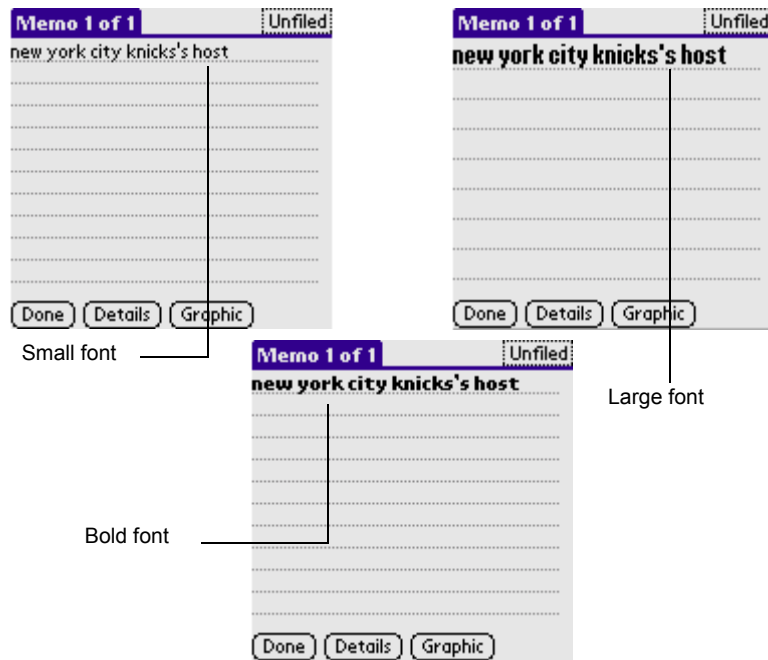 Memo 1 of 1 Unfiled
new york city knicks's host
Done Details Graphic
Small font
Memo 1 of 1 Unfiled
new york city knicks's host
Done Details Graphic
Large font
Memo 1 of 1 Unfiled
new york city knicks's host
Bold font
Done Details Graphic